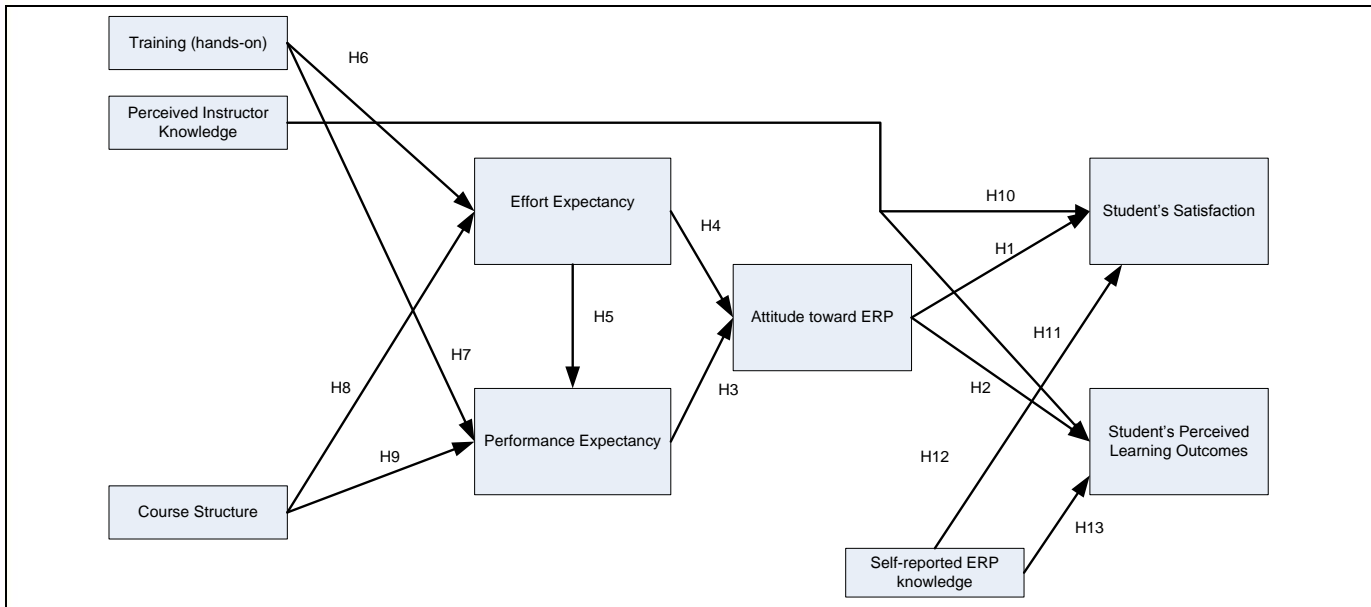 Training (hands-on)
H6
Perceived Instructor
Knowledge
Effort Expectancy
H4
H10
Student's Satisfaction
H1
Attitude toward ERP
H5
H7
H8
H11
H3
H2
Performance Expectancy
H9
H12
Student's Perceived
Learning Outcomes
Course Structure
H13
Self-reported ERP
knowledge